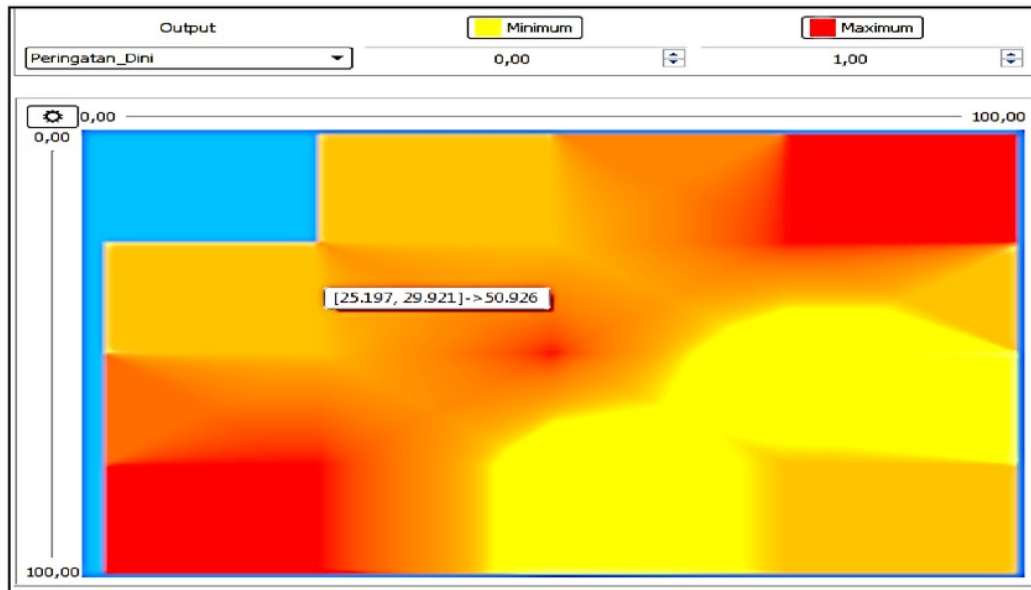 Output Minimum Maximum
Peringatan_Dini 0,00 1,00
0,00 100,00
0,00
[25.197, 29.921]->50.926
100,00